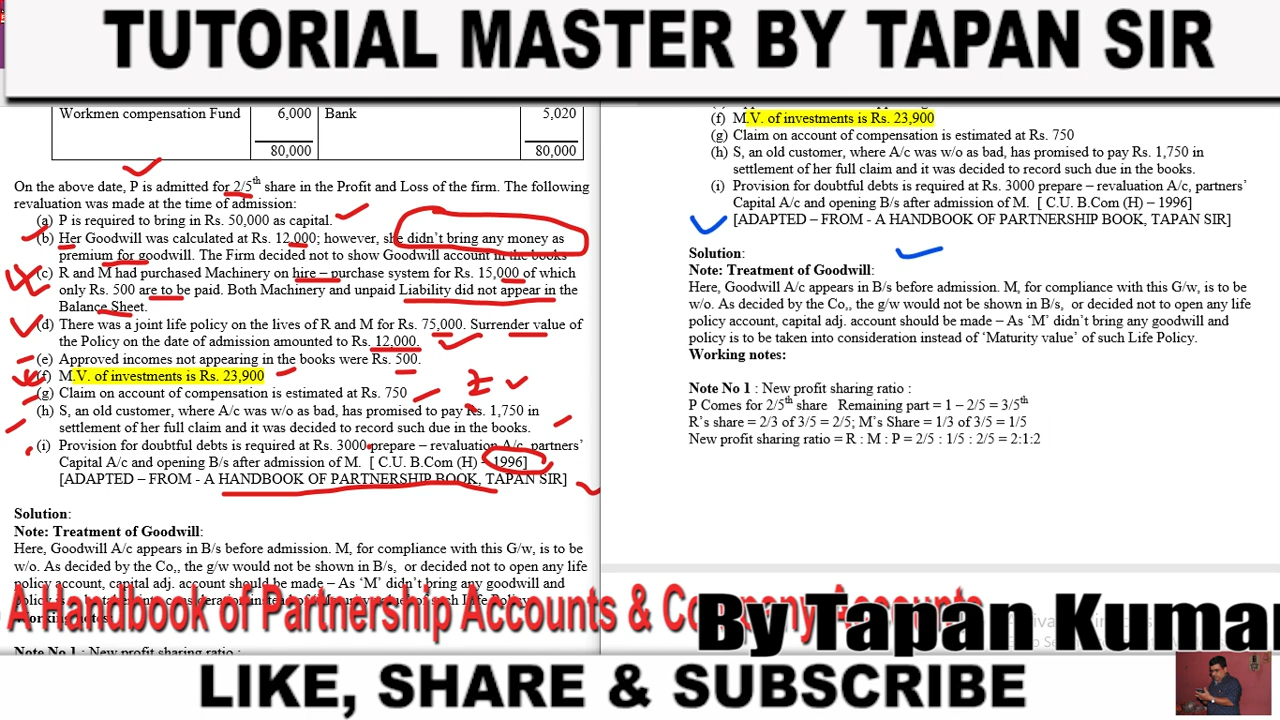 TUTORIAL MASTER BY TAPAN SIR
Workmen compensation Fund 6,000 Bank 5,020
80,000 80,000
On the above date, P is admitted for 2/5th share in the Profit and Loss of the firm. The following
revaluation was made at the time of admission:
(a) P is required to bring in Rs. 50,000 as capital.
(b) Her Goodwill was calculated at Rs. 12,000; however, she didn't bring any money as
premium for goodwill. The Firm decided not to show Goodwill account in the books
(c) R and M had purchased Machinery on hire – purchase system for Rs. 15,000 of which
only Rs. 500 are to be paid. Both Machinery and unpaid Liability did not appear in the
Balance Sheet.
(d) There was a joint life policy on the lives of R and M for Rs. 75,000. Surrender value of
the Policy on the date of admission amounted to Rs. 12,000.
(e) Approved incomes not appearing in the books were Rs. 500.
(f) M.V. of investments is Rs. 23,900
(g) Claim on account of compensation is estimated at Rs. 750
(h) S, an old customer, where A/c was w/o as bad, has promised to pay Rs. 1,750 in
settlement of her full claim and it was decided to record such due in the books.
(i) Provision for doubtful debts is required at Rs. 3000 prepare – revaluation A/c, partners'
Capital A/c and opening B/s after admission of M. [ C.U. B.Com (H) – 1996]
[ADAPTED – FROM - A HANDBOOK OF PARTNERSHIP BOOK, TAPAN SIR]
Solution:
Note: Treatment of Goodwill:
Here, Goodwill A/c appears in B/s before admission. M, for compliance with this G/w, is to be
w/o. As decided by the Co,, the g/w would not be shown in B/s, or decided not to open any life
policy account, capital adj. account should be made – As 'M' didn't bring any goodwill and
Note No 1 : New profit sharing ratio :
(f) M.V. of investments is Rs. 23,900
(g) Claim on account of compensation is estimated at Rs. 750
(h) S, an old customer, where A/c was w/o as bad, has promised to pay Rs. 1,750 in
settlement of her full claim and it was decided to record such due in the books.
(i) Provision for doubtful debts is required at Rs. 3000 prepare – revaluation A/c, partners'
Capital A/c and opening B/s after admission of M. [ C.U. B.Com (H) – 1996]
[ADAPTED – FROM - A HANDBOOK OF PARTNERSHIP BOOK, TAPAN SIR]
Solution:
Note: Treatment of Goodwill:
Here, Goodwill A/c appears in B/s before admission. M, for compliance with this G/w, is to be
w/o. As decided by the Co,, the g/w would not be shown in B/s, or decided not to open any life
policy account, capital adj. account should be made – As 'M' didn't bring any goodwill and
policy is to be taken into consideration instead of 'Maturity value' of such Life Policy.
Working notes:
Note No 1 : New profit sharing ratio :
P Comes for 2/5th share Remaining part = 1 – 2/5 = 3/5th
R's share = 2/3 of 3/5 = 2/5; M's Share = 1/3 of 3/5 = 1/5
New profit sharing ratio = R : M : P = 2/5 : 1/5 : 2/5 = 2:1:2
A Handbook of Partnership Accounts & Company Accounts
By Tapan Kumar
LIKE, SHARE & SUBSCRIBE